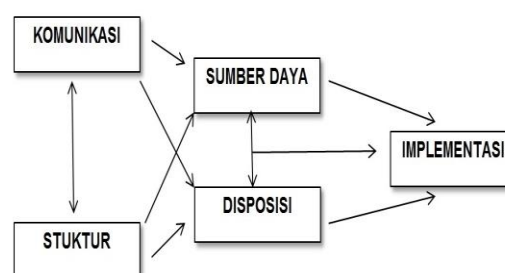 KOMUNIKASI
SUMBER DAYA
IMPLEMENTASI
DISPOSISI
STUKTUR